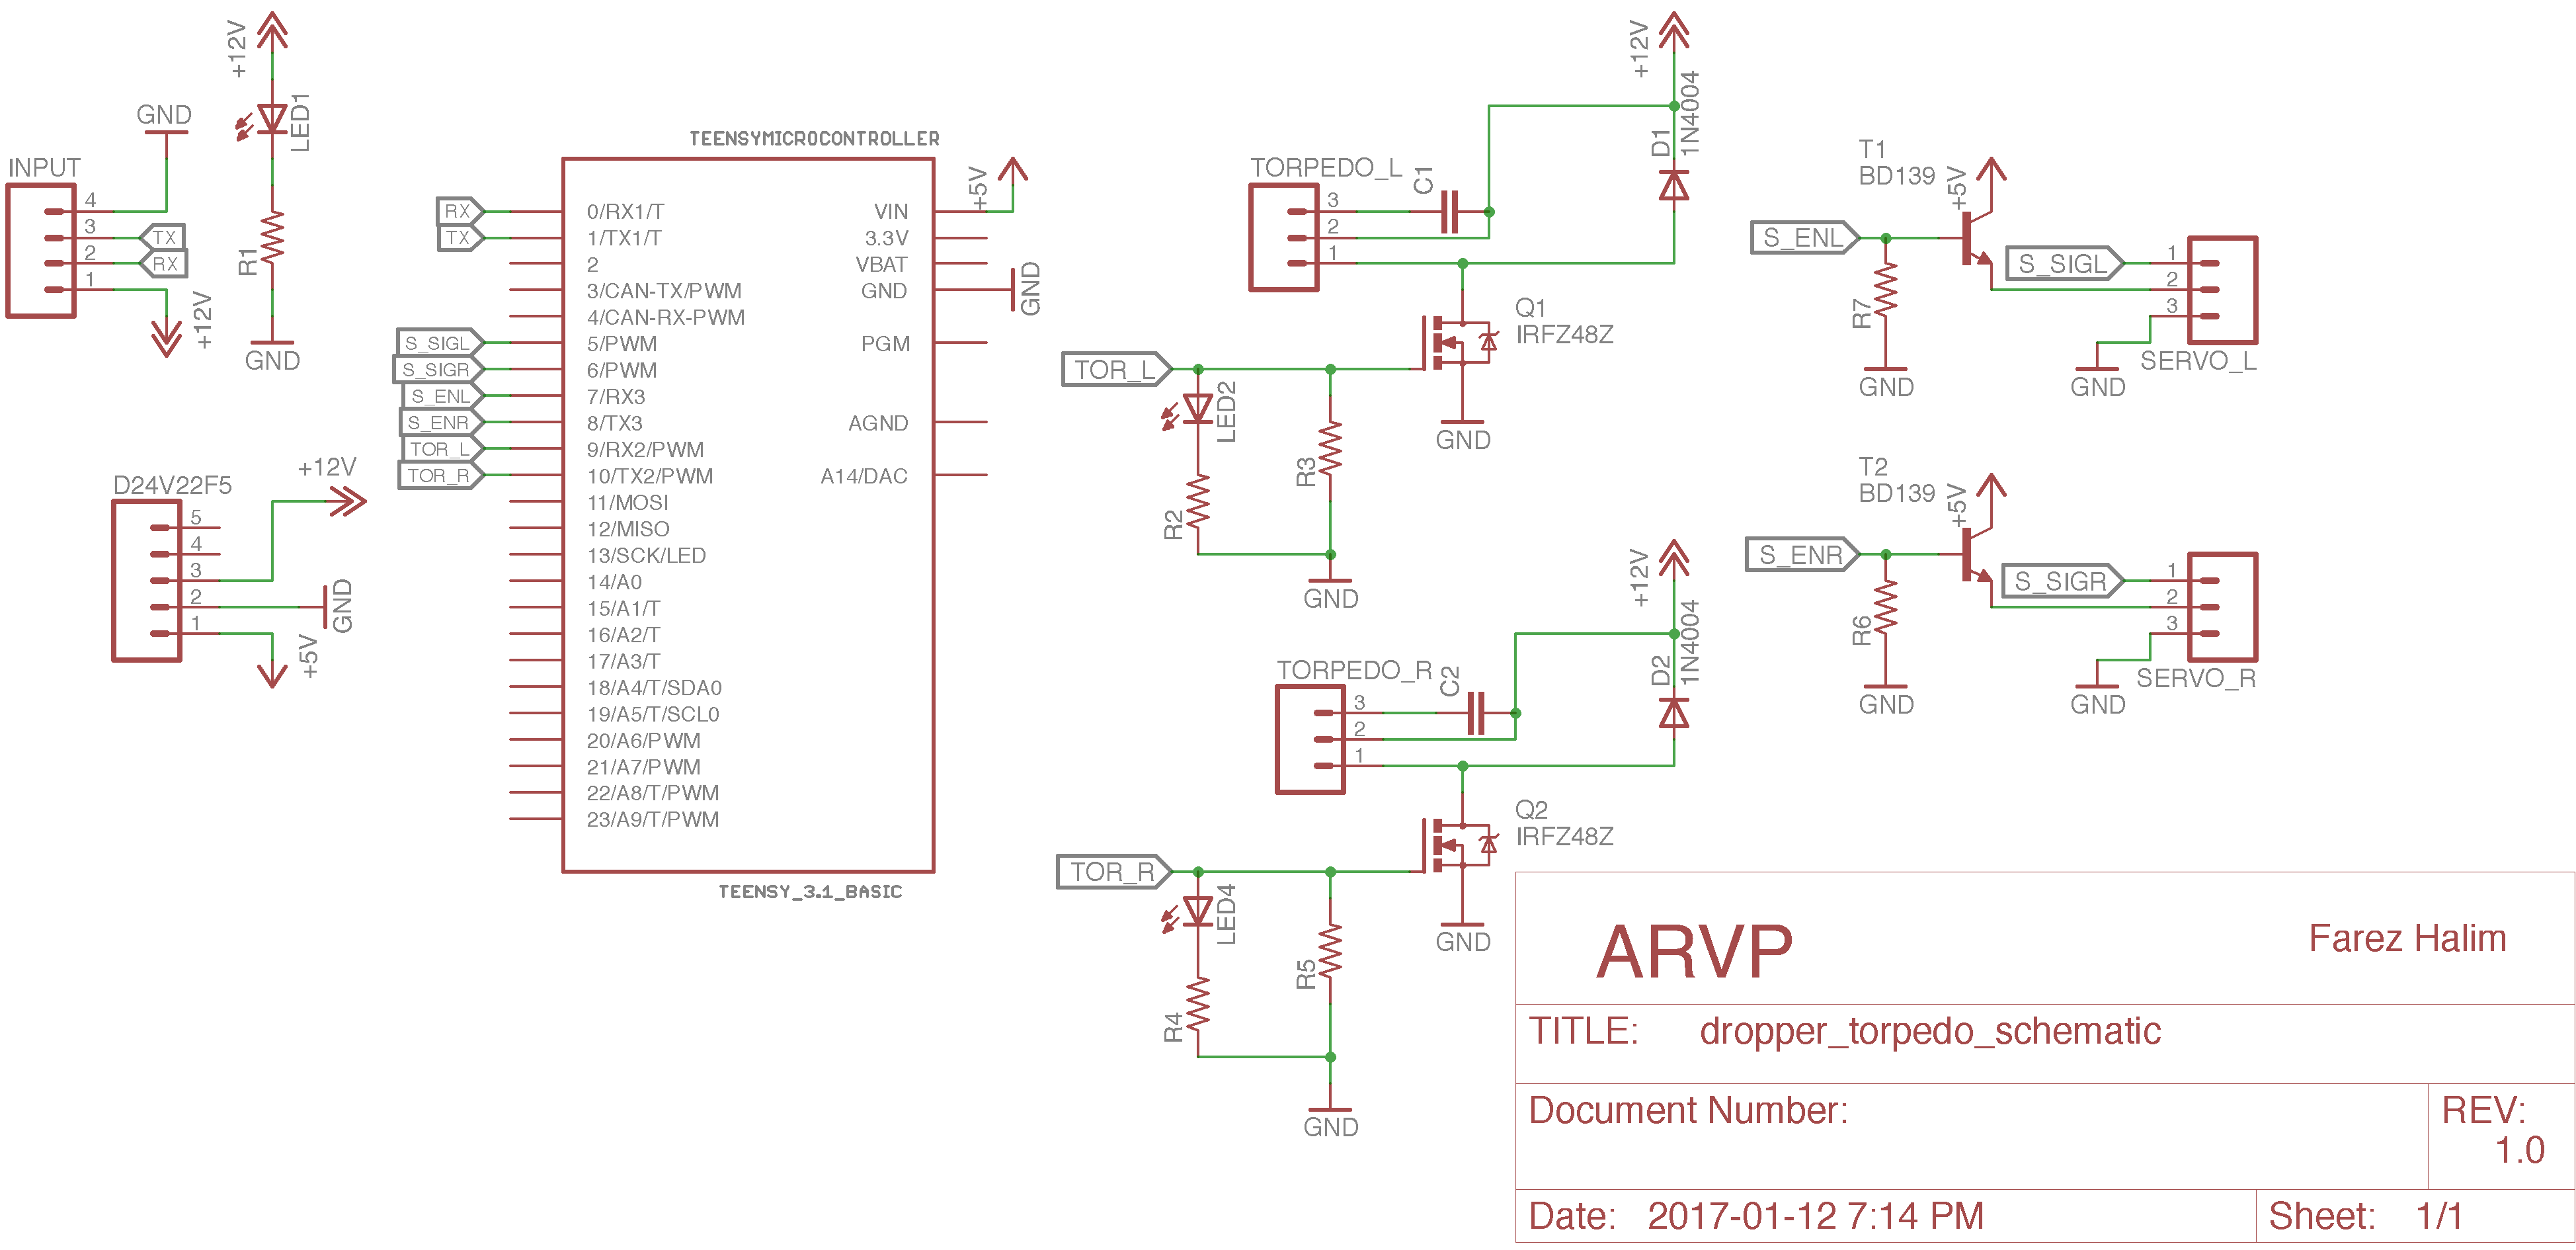 +12V
LED1
R1
GND
GND
INPUT
4
3
2
1
TX
RX
+12V
D24V22F5
5
4
3
2
1
+12V
GND
+5V
TEENSYMICROCONTROLLER
RX
TX
S_SIGL
S_SIGR
S_ENL
S_ENR
TOR_L
TOR_R
0/RX1/T
1/TX1/T
2
3/CAN-TX/PWM
4/CAN-RX-PWM
5/PWM
6/PWM
7/RX3
8/TX3
9/RX2/PWM
10/TX2/PWM
11/MOSI
12/MISO
13/SCK/LED
14/A0
15/A1/T
16/A2/T
17/A3/T
18/A4/T/SDA0
19/A5/T/SCL0
20/A6/PWM
21/A7/PWM
22/A8/T/PWM
23/A9/T/PWM
VIN
3.3V
VBAT
GND
PGM
AGND
A14/DAC
+5V
GND
TEENSY_3.1_BASIC
+12V
D1
1N4004
TORPEDO_L
C1
3
2
1
Q1
IRFZ48Z
TOR_L
LED2
R2
R3
GND
GND
+12V
D2
1N4004
TORPEDO_R
C2
3
2
1
Q2
IRFZ48Z
TOR_R
LED4
R4
R5
GND
GND
T1
BD139
+5V
S_ENL
R7
GND
S_SIGL
1
2
3
GND
SERVO_L
T2
BD139
+5V
S_ENR
R6
GND
S_SIGR
1
2
3
GND
SERVO_R
ARVP
Farez Halim
TITLE: dropper_torpedo_schematic
Document Number:
REV:
1.0
Date: 2017-01-12 7:14 PM
Sheet: 1/1